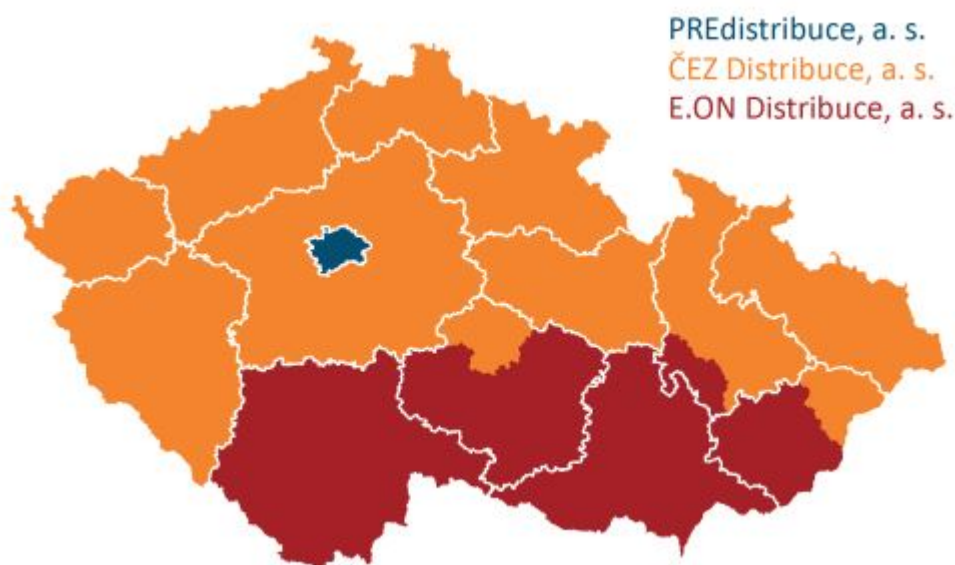 PREdistribuce, a. s.
ČEZ Distribuce, a. s.
E.ON Distribuce, a. s.